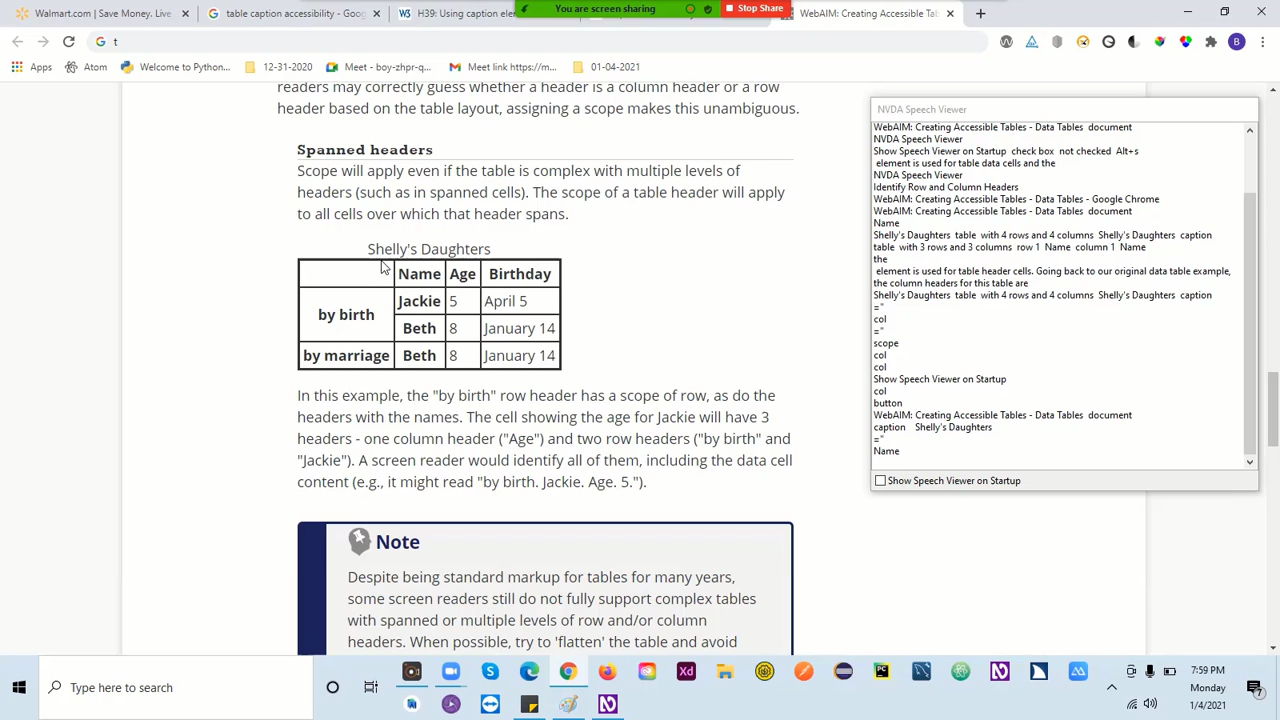 Walmart.com | Save Money. Live
table caption accessibility - Goog
H39: Using caption ele
You are screen sharing
Stop Share
WebAIM: Creating Accessible Tab
t
B
Apps
Atom
Welcome to Python...
12-31-2020
Meet - boy-zhpr-q...
Meet link https://m...
01-04-2021
readers may correctly guess whether a header is a column header or a row
header based on the table layout, assigning a scope makes this unambiguous.
Spanned headers
Scope will apply even if the table is complex with multiple levels of
headers (such as in spanned cells). The scope of a table header will apply
to all cells over which that header spans.
Shelly's Daughters
Name Age Birthday
by birth
Jackie 5 April 5
Beth 8 January 14
by marriage Beth 8 January 14
In this example, the "by birth" row header has a scope of row, as do the
headers with the names. The cell showing the age for Jackie will have 3
headers - one column header ("Age") and two row headers ("by birth" and
"Jackie"). A screen reader would identify all of them, including the data cell
content (e.g., it might read "by birth. Jackie. Age. 5.").
Note
Despite being standard markup for tables for many years,
some screen readers still do not fully support complex tables
with spanned or multiple levels of row and/or column
headers. When possible, try to 'flatten' the table and avoid
NVDA Speech Viewer
WebAIM: Creating Accessible Tables - Data Tables document
NVDA Speech Viewer
Show Speech Viewer on Startup check box not checked Alt+s
element is used for table data cells and the
NVDA Speech Viewer
Identify Row and Column Headers
WebAIM: Creating Accessible Tables - Data Tables - Google Chrome
WebAIM: Creating Accessible Tables - Data Tables document
Name
Shelly's Daughters table with 4 rows and 4 columns Shelly's Daughters caption
table with 3 rows and 3 columns row 1 Name column 1 Name
the
element is used for table header cells. Going back to our original data table example,
the column headers for this table are
Shelly's Daughters table with 4 rows and 4 columns Shelly's Daughters caption
="
col
="
scope
col
col
Show Speech Viewer on Startup
col
button
WebAIM: Creating Accessible Tables - Data Tables document
caption Shelly's Daughters
="
Name
Show Speech Viewer on Startup
Type here to search
7:59 PM
Monday
1/4/2021
7